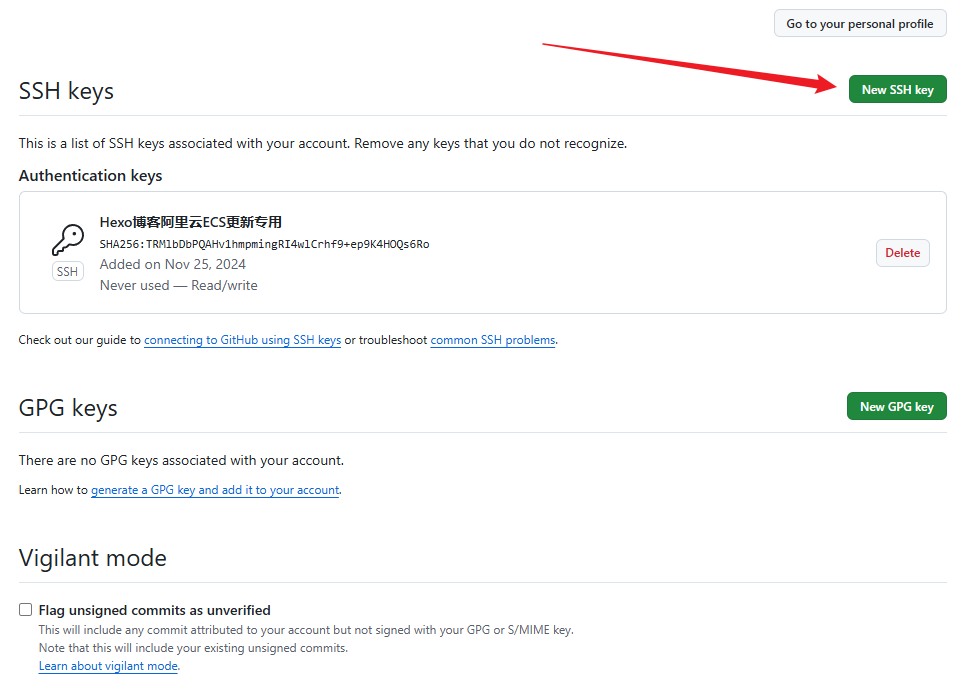 Go to your personal profile
SSH keys
New SSH key
This is a list of SSH keys associated with your account. Remove any keys that you do not recognize.
Authentication keys
Hexo博客阿里云ECS更新专用
SHA256:TRMlbDbPQAHv1hmpmingRI4wlCrhf9+ep9K4HOQs6Ro
Added on Nov 25, 2024
Never used — Read/write
SSH
Delete
Check out our guide to connecting to GitHub using SSH keys or troubleshoot common SSH problems.
GPG keys
New GPG key
There are no GPG keys associated with your account.
Learn how to generate a GPG key and add it to your account.
Vigilant mode
Flag unsigned commits as unverified
This will include any commit attributed to your account but not signed with your GPG or S/MIME key.
Note that this will include your existing unsigned commits.
Learn about vigilant mode.